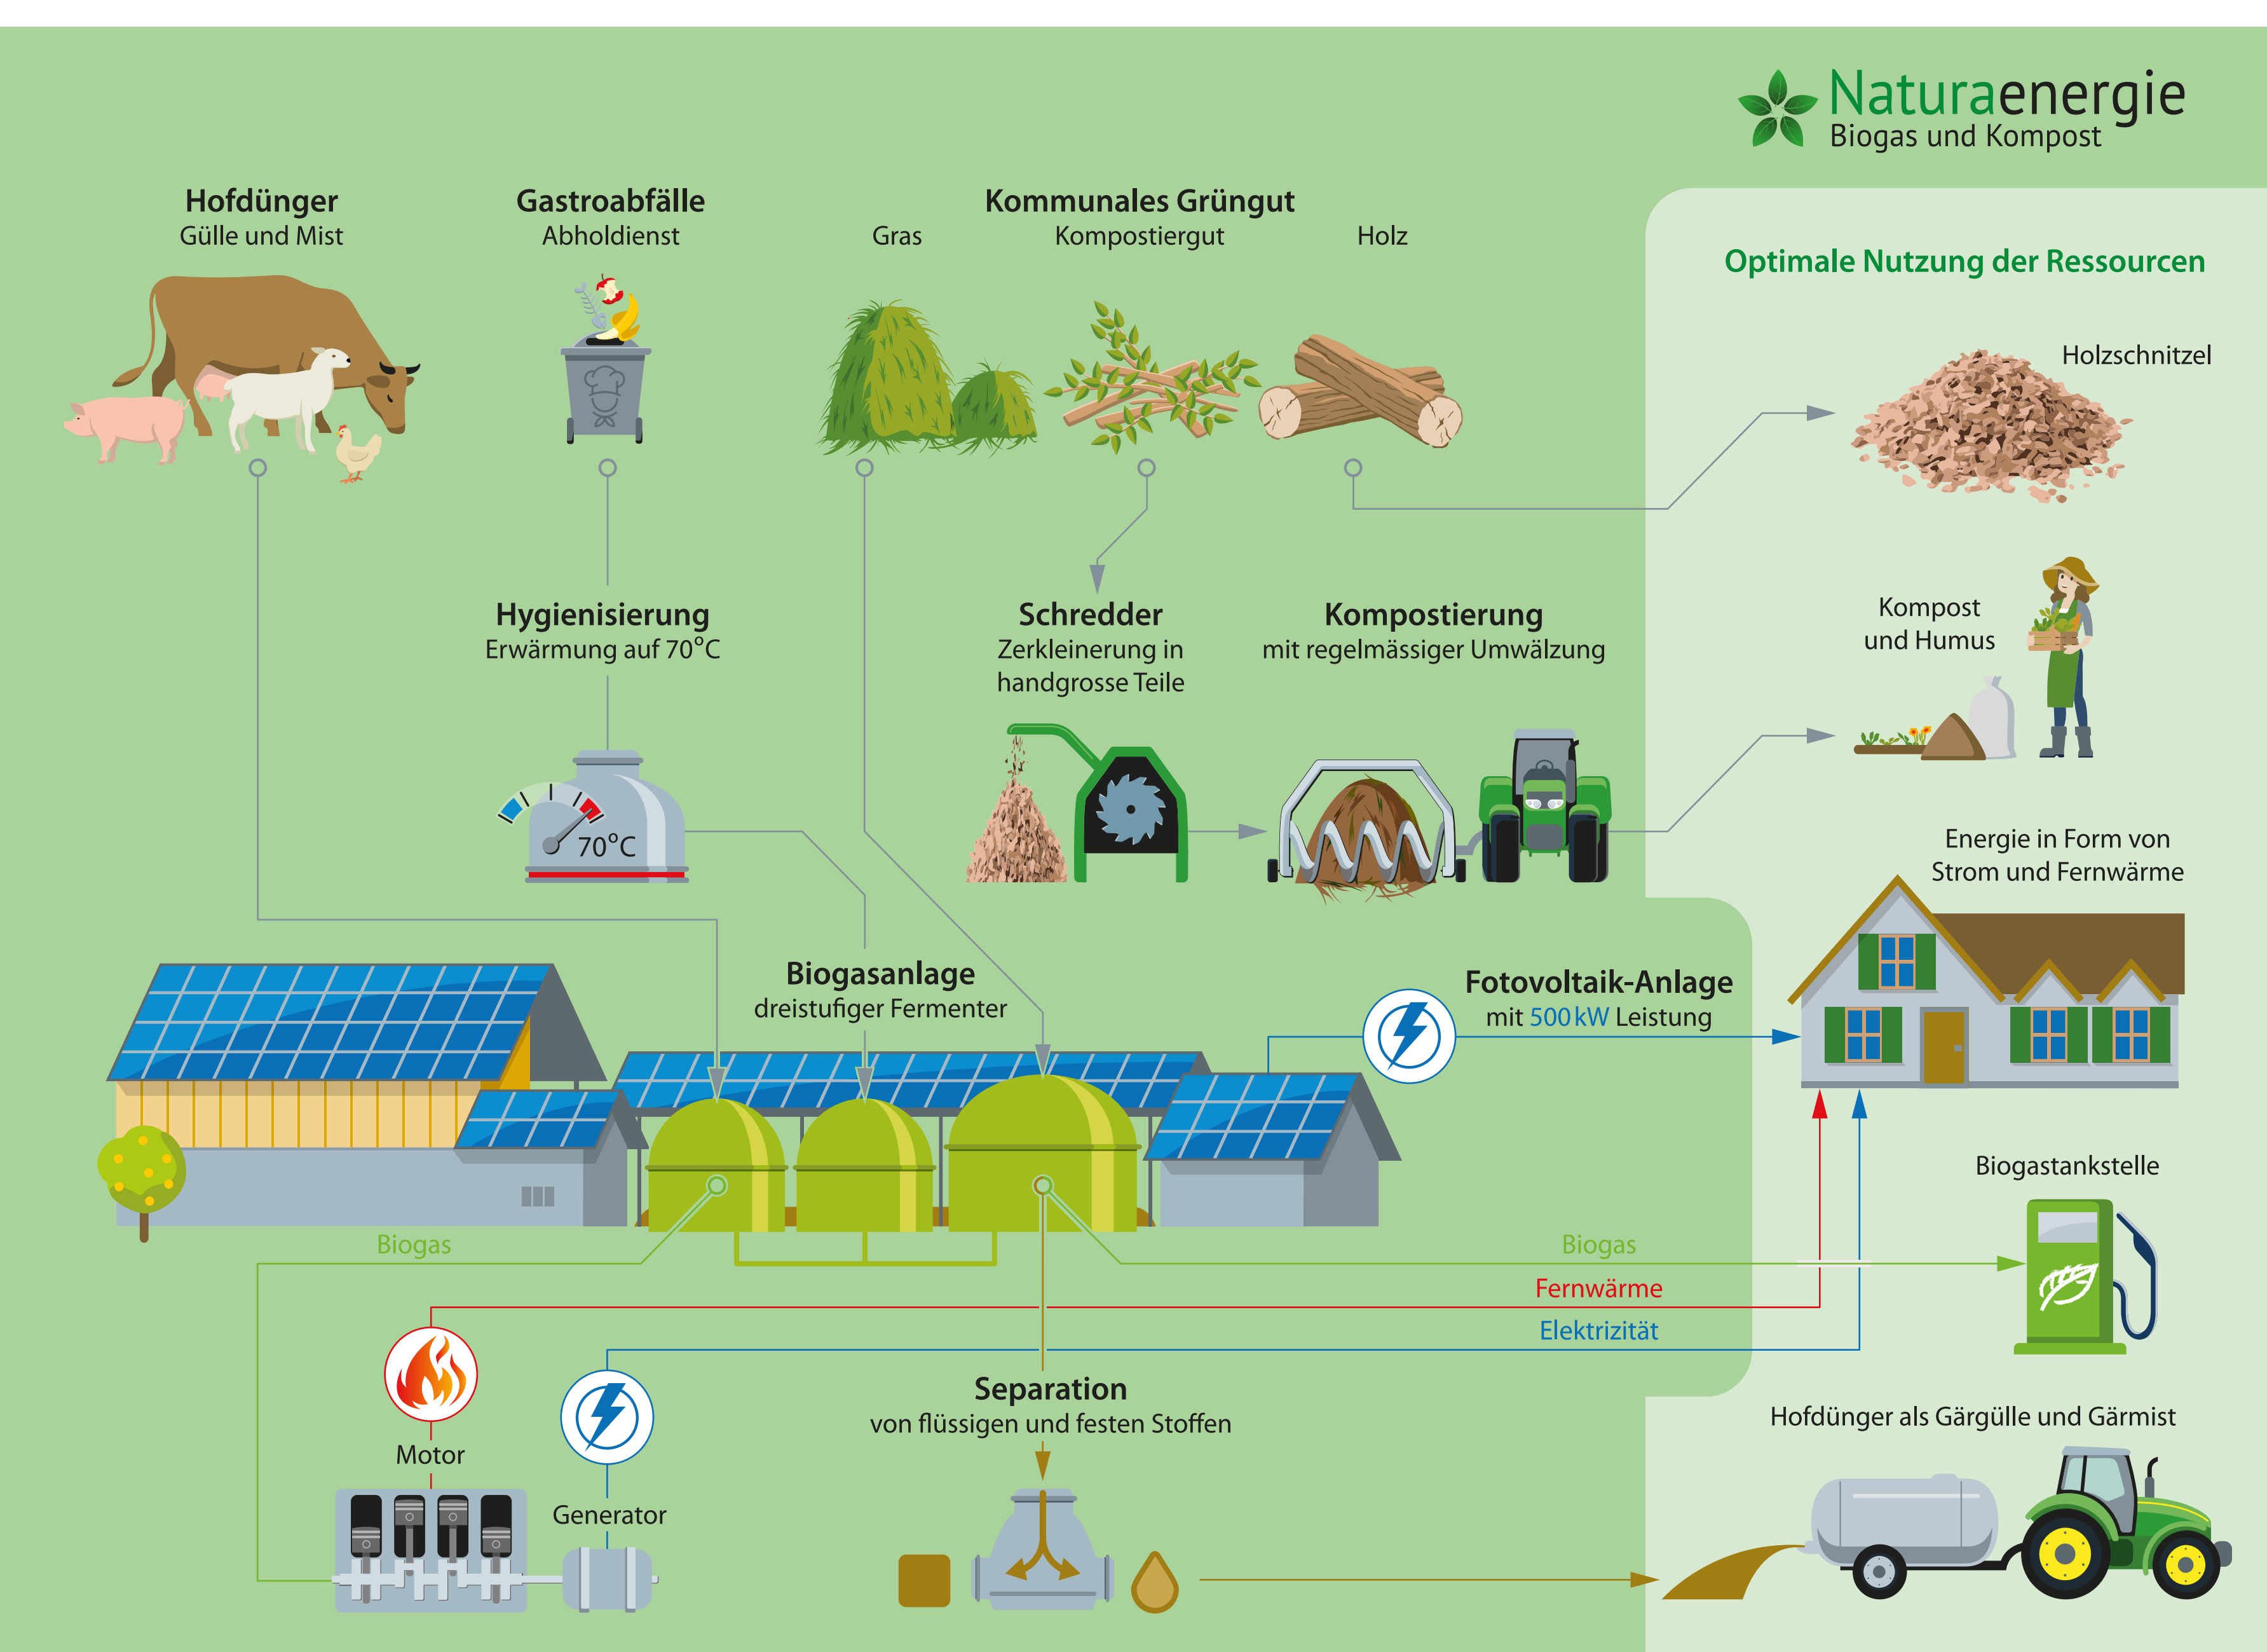 Naturaenergie
Biogas und Kompost
Hofdünger
Gülle und Mist
Gastroabfälle
Abholdienst
Kommunales Grüngut
Gras
Kompostiergut
Holz
Optimale Nutzung der Ressourcen
Holzschnitzel
Hygienisierung
Erwärmung auf 70°C
70°C
Schredder
Zerkleinerung in
handgrosse Teile
Kompostierung
mit regelmässiger Umwälzung
Kompost
und Humus
Energie in Form von
Strom und Fernwärme
Biogasanlage
dreistufiger Fermenter
Fotovoltaik-Anlage
mit 500 kW Leistung
Biogastankstelle
Biogas
Biogas
Fernwärme
Elektrizität
Motor
Generator
Separation
von flüssigen und festen Stoffen
Hofdünger als Gärgülle und Gärmist